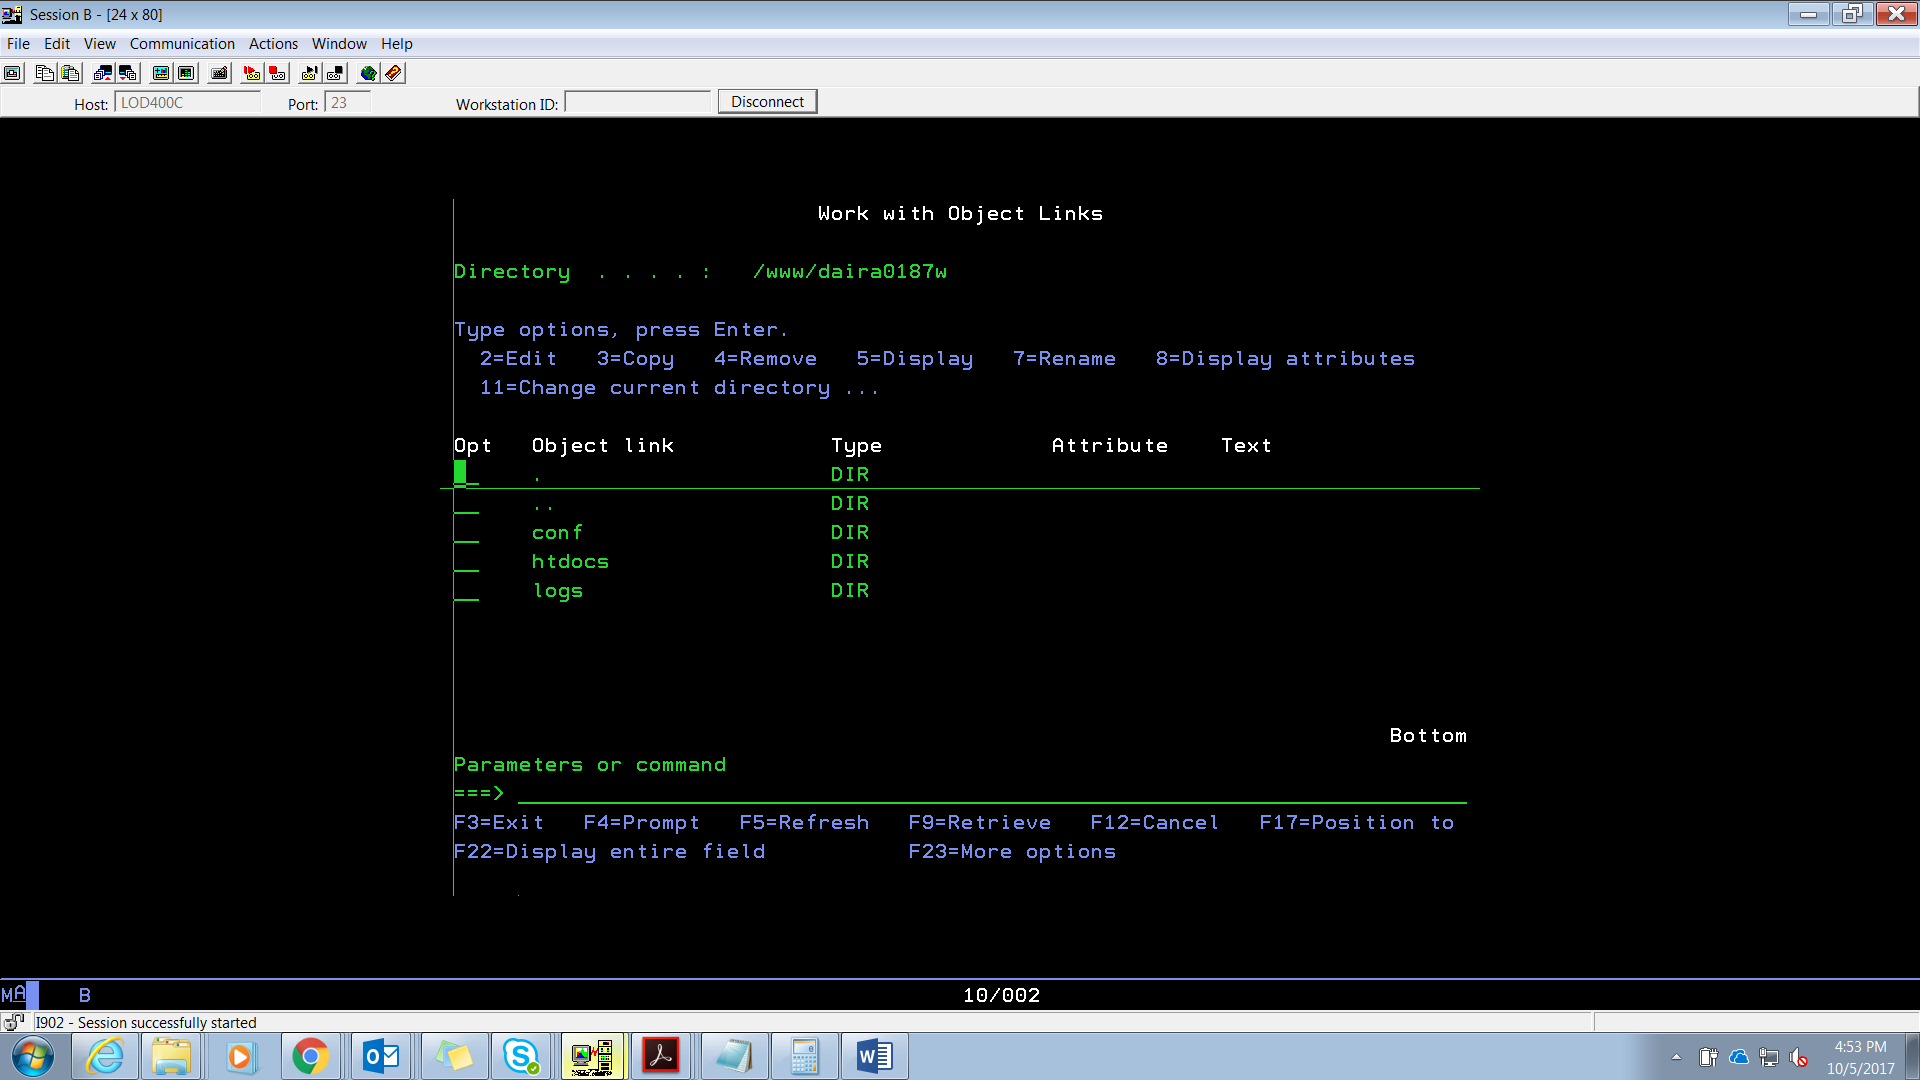 Session B - [24 x 80]
File Edit View Communication Actions Window Help
Host: LOD400C Port: 23 Workstation ID: Disconnect
Work with Object Links
Directory . . . . : /www/daira0187w
Type options, press Enter.
2=Edit 3=Copy 4=Remove 5=Display 7=Rename 8=Display attributes
11=Change current directory ...
Opt Object link Type Attribute Text
. DIR
.. DIR
conf DIR
htdocs DIR
logs DIR
Bottom
Parameters or command
===>
F3=Exit F4=Prompt F5=Refresh F9=Retrieve F12=Cancel F17=Position to
F22=Display entire field F23=More options
MA B 10/002
I902 - Session successfully started
4:53 PM
10/5/2017